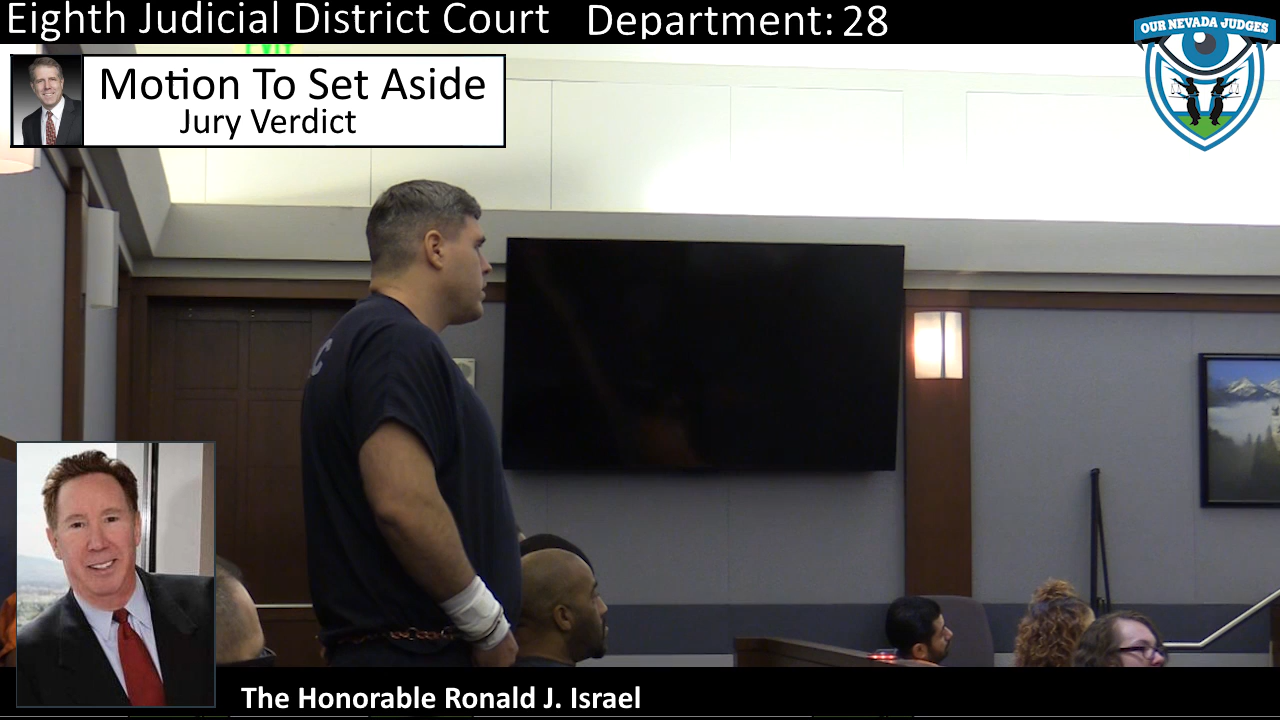 Eighth Judicial District Court Department: 28
OUR NEVADA JUDGES
Motion To Set Aside
Jury Verdict
C
The Honorable Ronald J. Israel